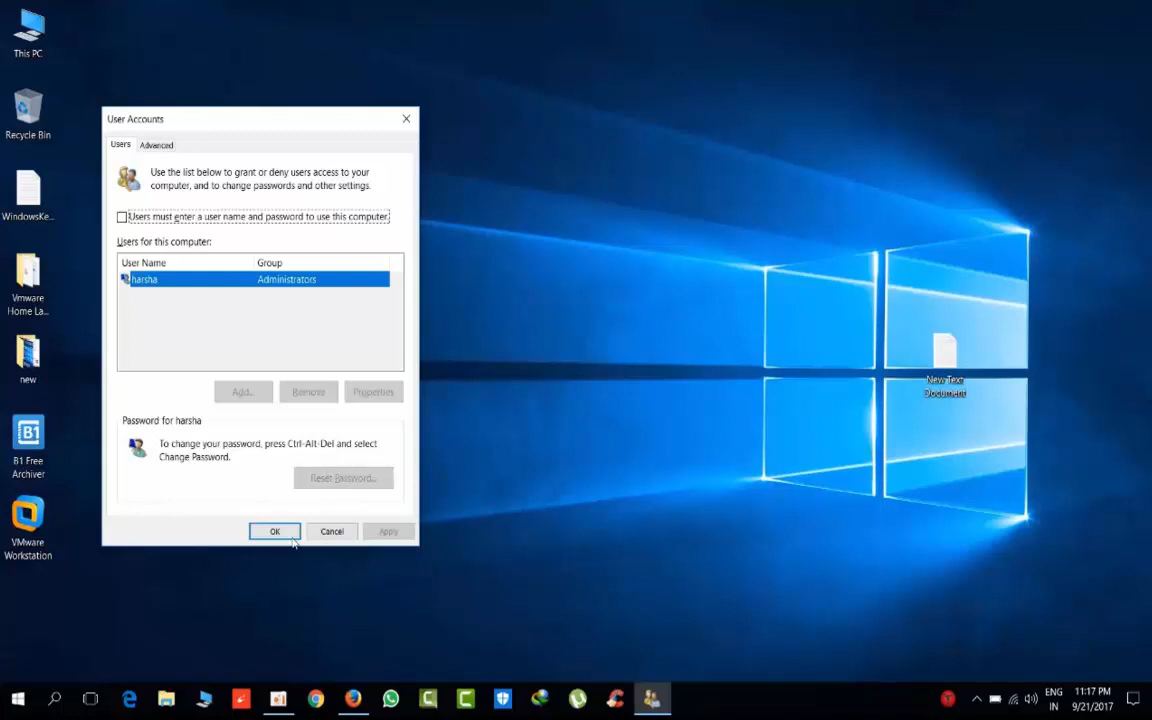 This PC
Recycle Bin
WindowsKe...
Vmware
Home La...
new
B1
B1 Free
Archiver
VMware
Workstation
User Accounts
Users
Advanced
Use the list below to grant or deny users access to your
computer, and to change passwords and other settings.
Users must enter a user name and password to use this computer.
Users for this computer:
User Name
Group
harsha
Administrators
Add...
Remove
Properties
Password for harsha
To change your password, press Ctrl-Alt-Del and select
Change Password.
Reset Password...
OK
Cancel
Apply
New Text
Document
ENG
IN
11:17 PM
9/21/2017